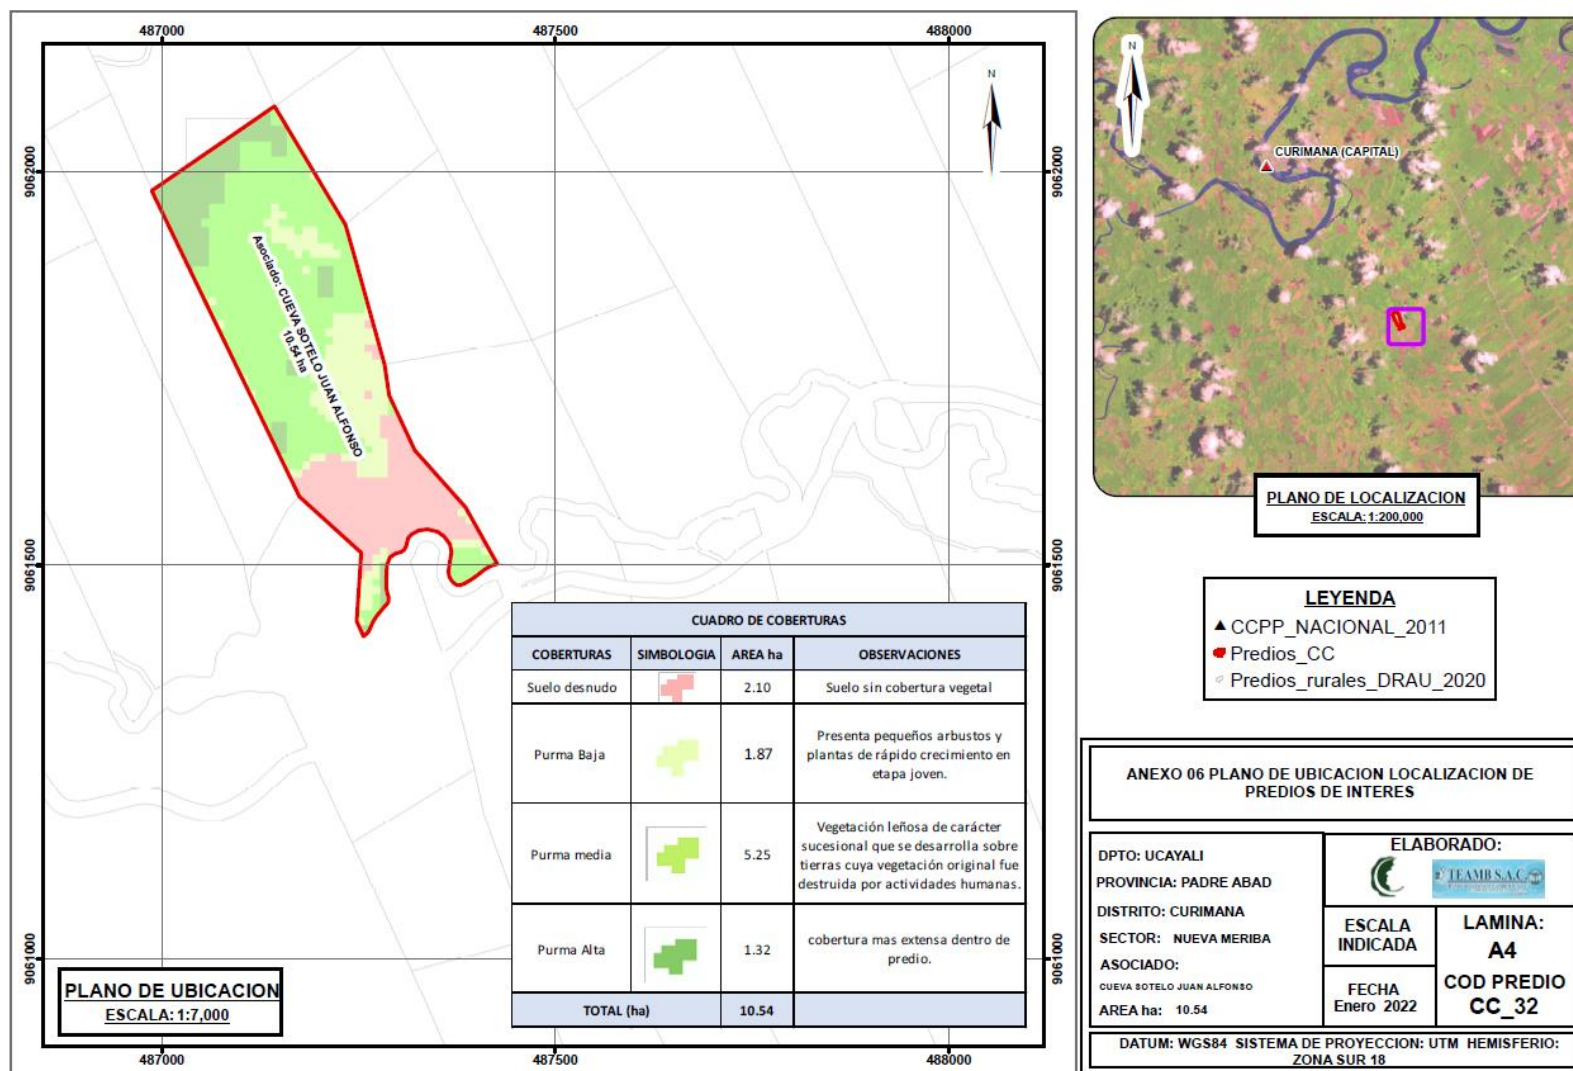 487000
487500
488000
9062000
9062000
N
Asociado: CUEVA SOTELO JUAN ALFONSO
10.54 ha
9061500
9061500
9061000
9061000
CUADRO DE COBERTURAS
COBERTURAS SIMBOLOGIA AREA ha OBSERVACIONES
Suelo desnudo 2.10 Suelo sin cobertura vegetal
Purma Baja 1.87 Presenta pequeños arbustos y
plantas de rápido crecimiento en
etapa joven.
Purma media 5.25 Vegetación leñosa de carácter
sucesional que se desarrolla sobre
tierras cuya vegetación original fue
destruida por actividades humanas.
Purma Alta 1.32 cobertura mas extensa dentro de
predio.
TOTAL (ha) 10.54
PLANO DE UBICACION
ESCALA: 1:7,000
487000
487500
488000
N
CURIMANA (CAPITAL)
PLANO DE LOCALIZACION
ESCALA: 1:200,000
LEYENDA
CCPP_NACIONAL_2011
Predios_CC
Predios_rurales_DRAU_2020
ANEXO 06 PLANO DE UBICACION LOCALIZACION DE
PREDIOS DE INTERES
DPTO: UCAYALI
PROVINCIA: PADRE ABAD
DISTRITO: CURIMANA
SECTOR: NUEVA MERIBA
ASOCIADO:
CUEVA SOTELO JUAN ALFONSO
AREA ha: 10.54
ELABORADO:
TEAMB S.A.C.
ESCALA
INDICADA
FECHA
Enero 2022
LAMINA:
A4
COD PREDIO
CC_32
DATUM: WGS84 SISTEMA DE PROYECCION: UTM HEMISFERIO:
ZONA SUR 18